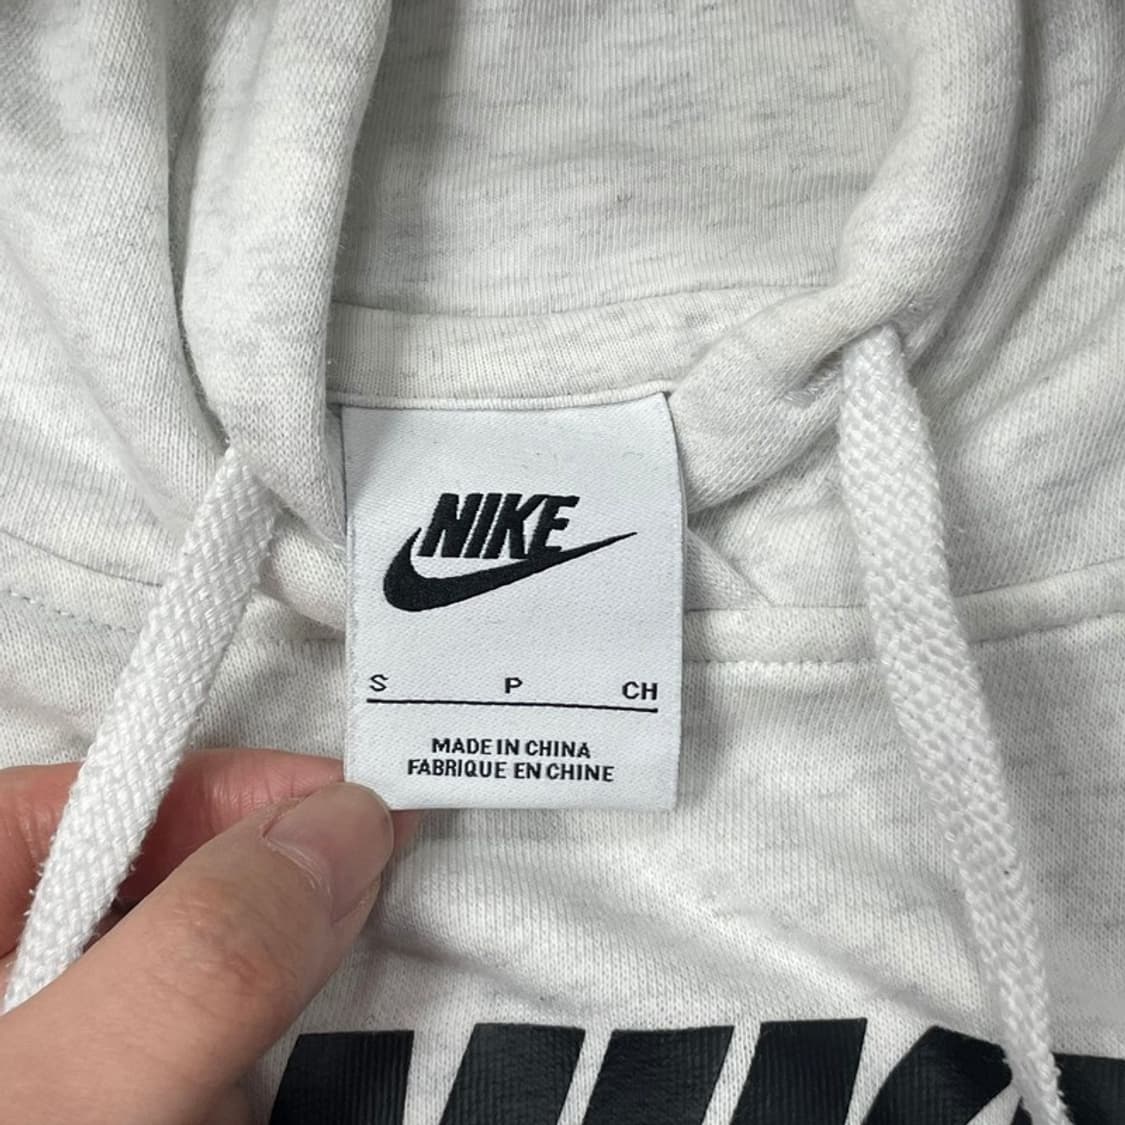 NIKE
S P CH
MADE IN CHINA
FABRIQUE EN CHINE